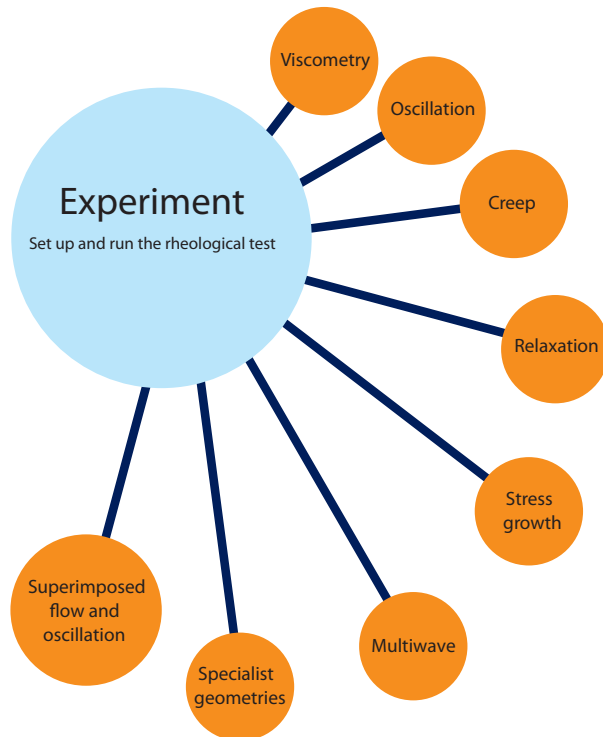 Experiment
Set up and run the rheological test
Viscometry
Oscillation
Creep
Relaxation
Stress
growth
Multiwave
Specialist
geometries
Superimposed
flow and
oscillation